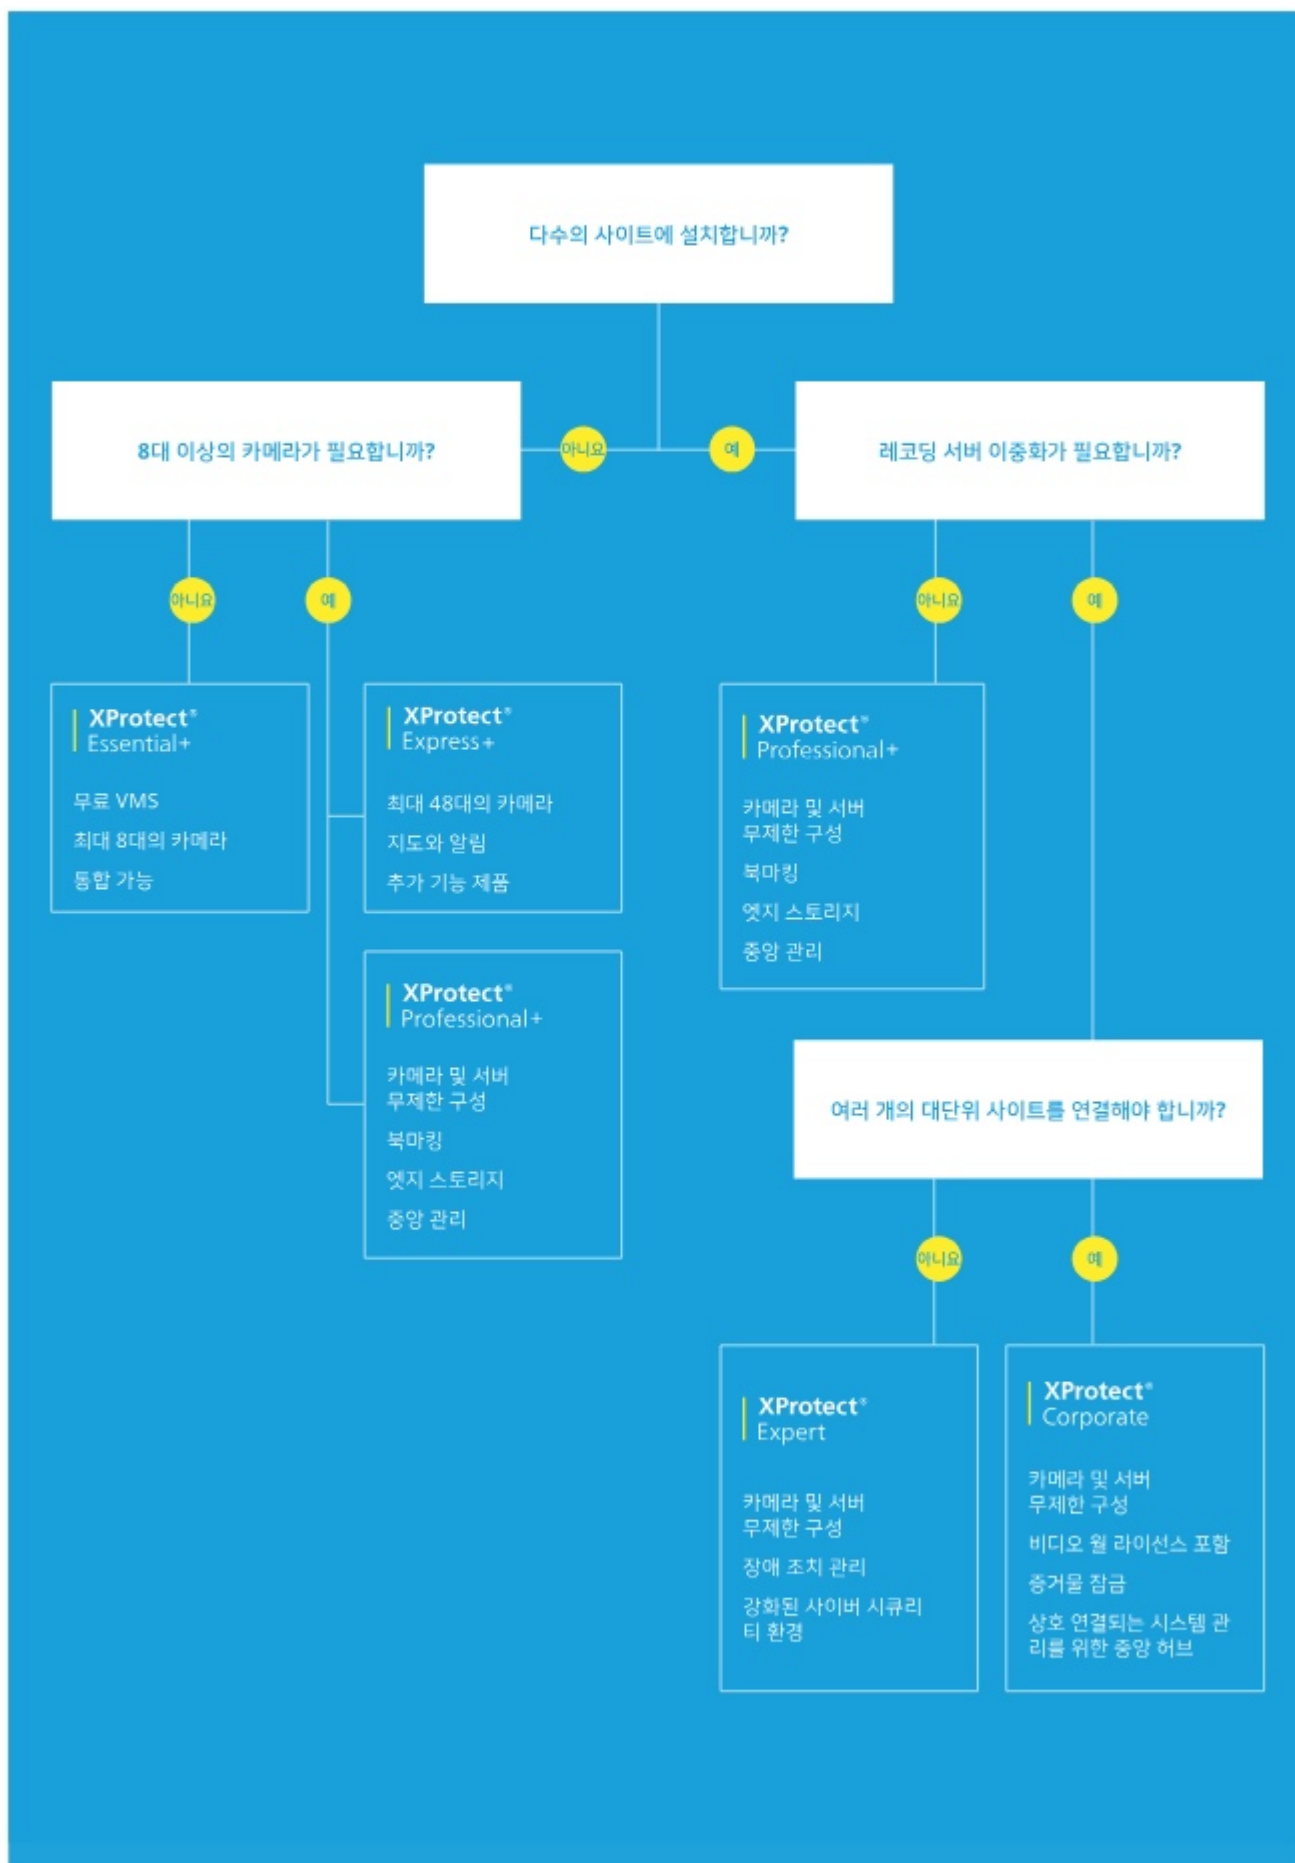 다수의 사이트에 설치합니까?
8대 이상의 카메라가 필요합니까?
아니요
예
레코딩 서버 이중화가 필요합니까?
아니요
예
아니요
예
XProtect®
Essential+
무료 VMS
최대 8대의 카메라
통합 가능
XProtect®
Express+
최대 48대의 카메라
지도와 알림
추가 기능 제품
XProtect®
Professional+
카메라 및 서버
무제한 구성
북마킹
엣지 스토리지
중앙 관리
XProtect®
Professional+
카메라 및 서버
무제한 구성
북마킹
엣지 스토리지
중앙 관리
여러 개의 대단위 사이트를 연결해야 합니까?
아니요
예
XProtect®
Expert
카메라 및 서버
무제한 구성
장애 조치 관리
강화된 사이버 시큐리
티 환경
XProtect®
Corporate
카메라 및 서버
무제한 구성
비디오 월 라이선스 포함
증거물 잠금
상호 연결되는 시스템 관
리를 위한 중앙 허브